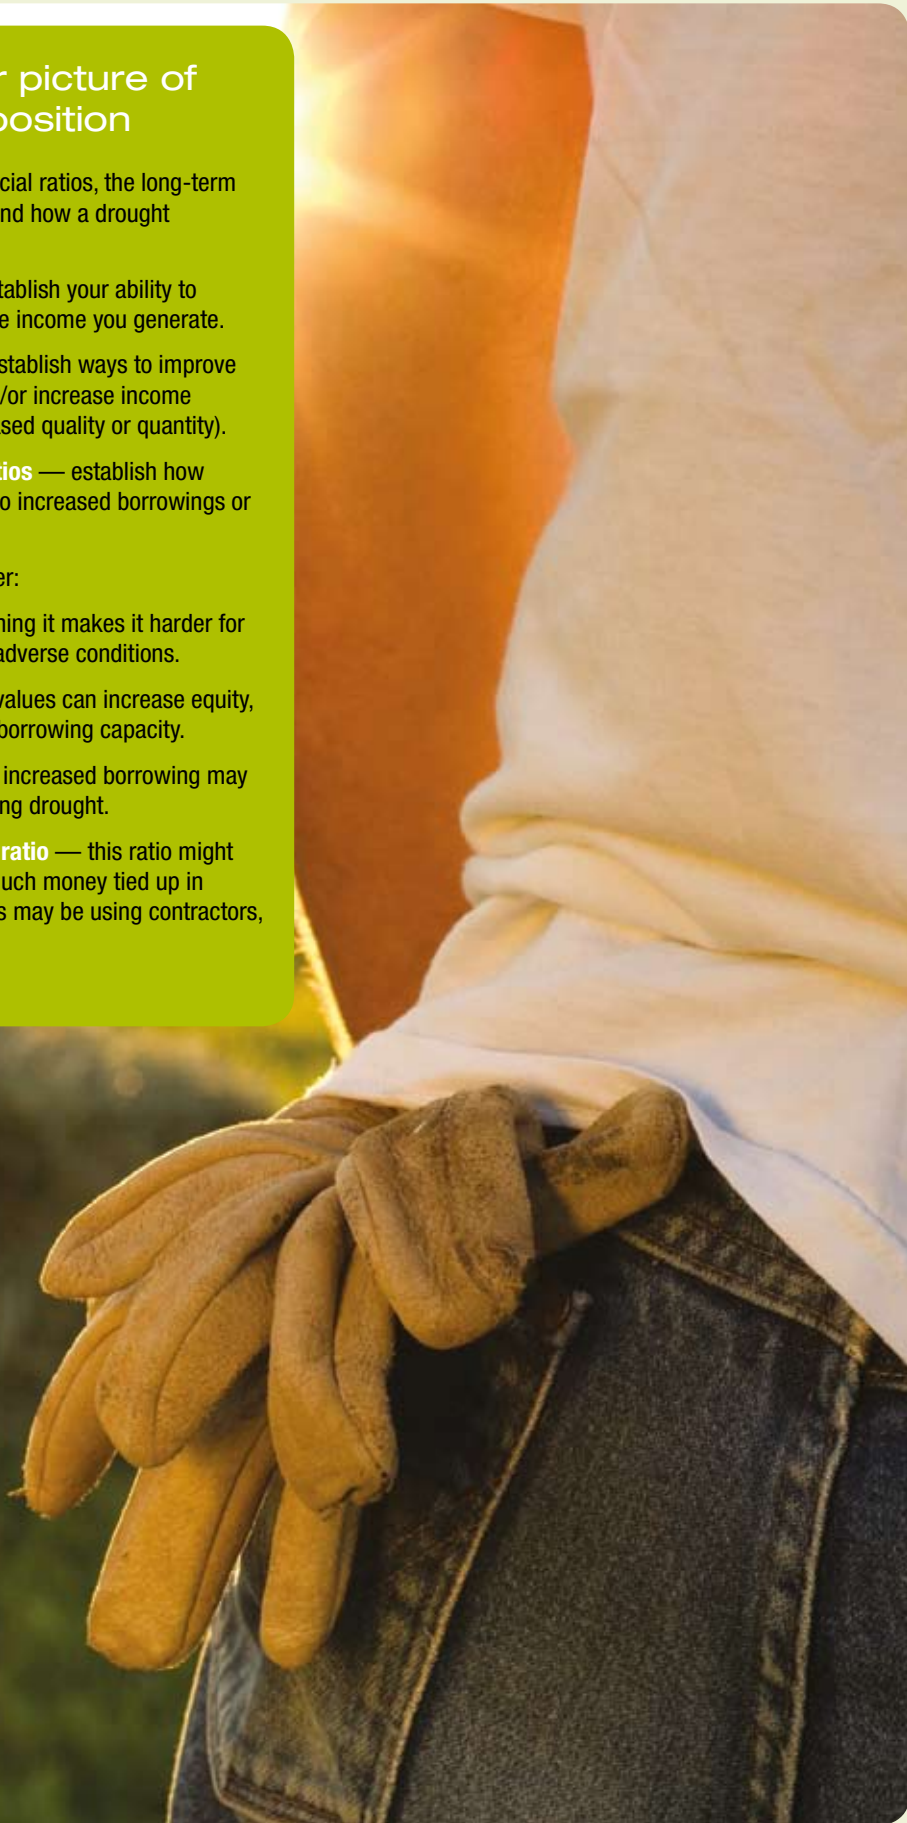 r picture of
position
cial ratios, the long-term
nd how a drought
tablish your ability to
e income you generate.
stablish ways to improve
/or increase income
sed quality or quantity).
tios — establish how
o increased borrowings or
er:
ning it makes it harder for
adverse conditions.
values can increase equity,
borrowing capacity.
increased borrowing may
ng drought.
ratio — this ratio might
uch money tied up in
s may be using contractors,